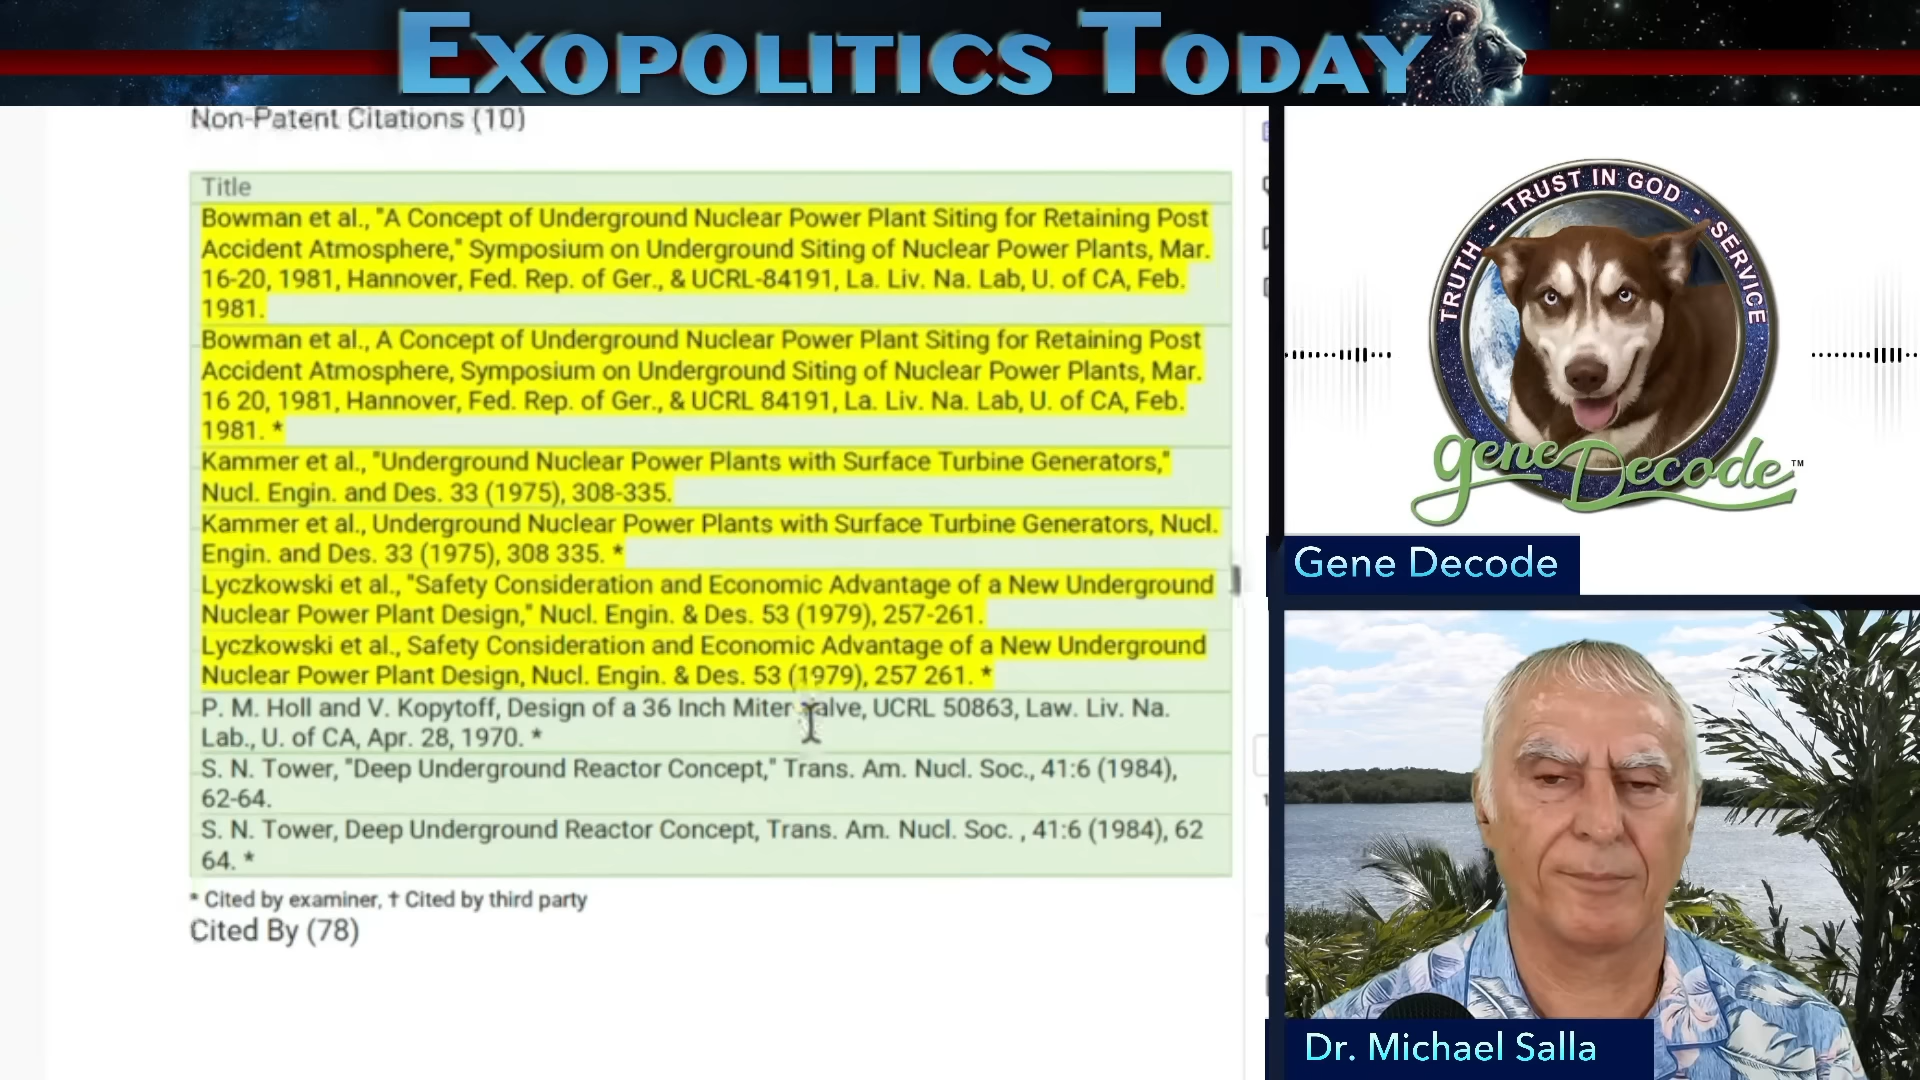 EXOPOLITICS TODAY
Non-Patent Citations (10)
Title
Bowman et al., "A Concept of Underground Nuclear Power Plant Siting for Retaining Post
Accident Atmosphere," Symposium on Underground Siting of Nuclear Power Plants, Mar.
16-20, 1981, Hannover, Fed. Rep. of Ger., & UCRL-84191, La. Liv. Na. Lab, U. of CA, Feb.
1981.
Bowman et al., A Concept of Underground Nuclear Power Plant Siting for Retaining Post
Accident Atmosphere, Symposium on Underground Siting of Nuclear Power Plants, Mar.
16 20, 1981, Hannover, Fed. Rep. of Ger., & UCRL 84191, La. Liv. Na. Lab, U. of CA, Feb.
1981. *
Kammer et al., "Underground Nuclear Power Plants with Surface Turbine Generators,"
Nucl. Engin. and Des. 33 (1975), 308-335.
Kammer et al., Underground Nuclear Power Plants with Surface Turbine Generators, Nucl.
Engin. and Des. 33 (1975), 308 335. *
Lyczkowski et al., "Safety Consideration and Economic Advantage of a New Underground
Nuclear Power Plant Design," Nucl. Engin. & Des. 53 (1979), 257-261.
Lyczkowski et al., Safety Consideration and Economic Advantage of a New Underground
Nuclear Power Plant Design, Nucl. Engin. & Des. 53 (1979), 257 261. *
P. M. Holl and V. Kopytoff, Design of a 36 Inch Miter Valve, UCRL 50863, Law. Liv. Na.
Lab., U. of CA, Apr. 28, 1970. *
S. N. Tower, "Deep Underground Reactor Concept," Trans. Am. Nucl. Soc., 41:6 (1984),
62-64.
S. N. Tower, Deep Underground Reactor Concept, Trans. Am. Nucl. Soc. , 41:6 (1984), 62
64. *
* Cited by examiner, † Cited by third party
Cited By (78)
TRUTH - TRUST IN GOD - SERVICE
gene Decode™
Gene Decode
Dr. Michael Salla